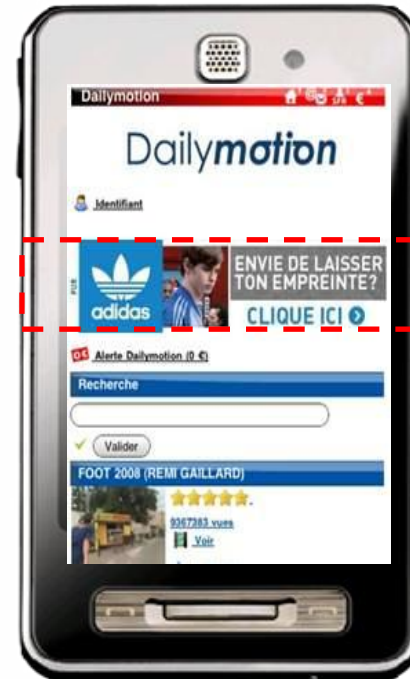 Dailymotion
Dailymotion
Identifiant
PUB
adidas
ENVIE DE LAISSER
TON EMPREINTE?
CLIQUE ICI
Alerte Dailymotion (0 €)
Recherche
Valider
FOOT 2008 (REMI GAILLARD)
9367383 vues
Voir